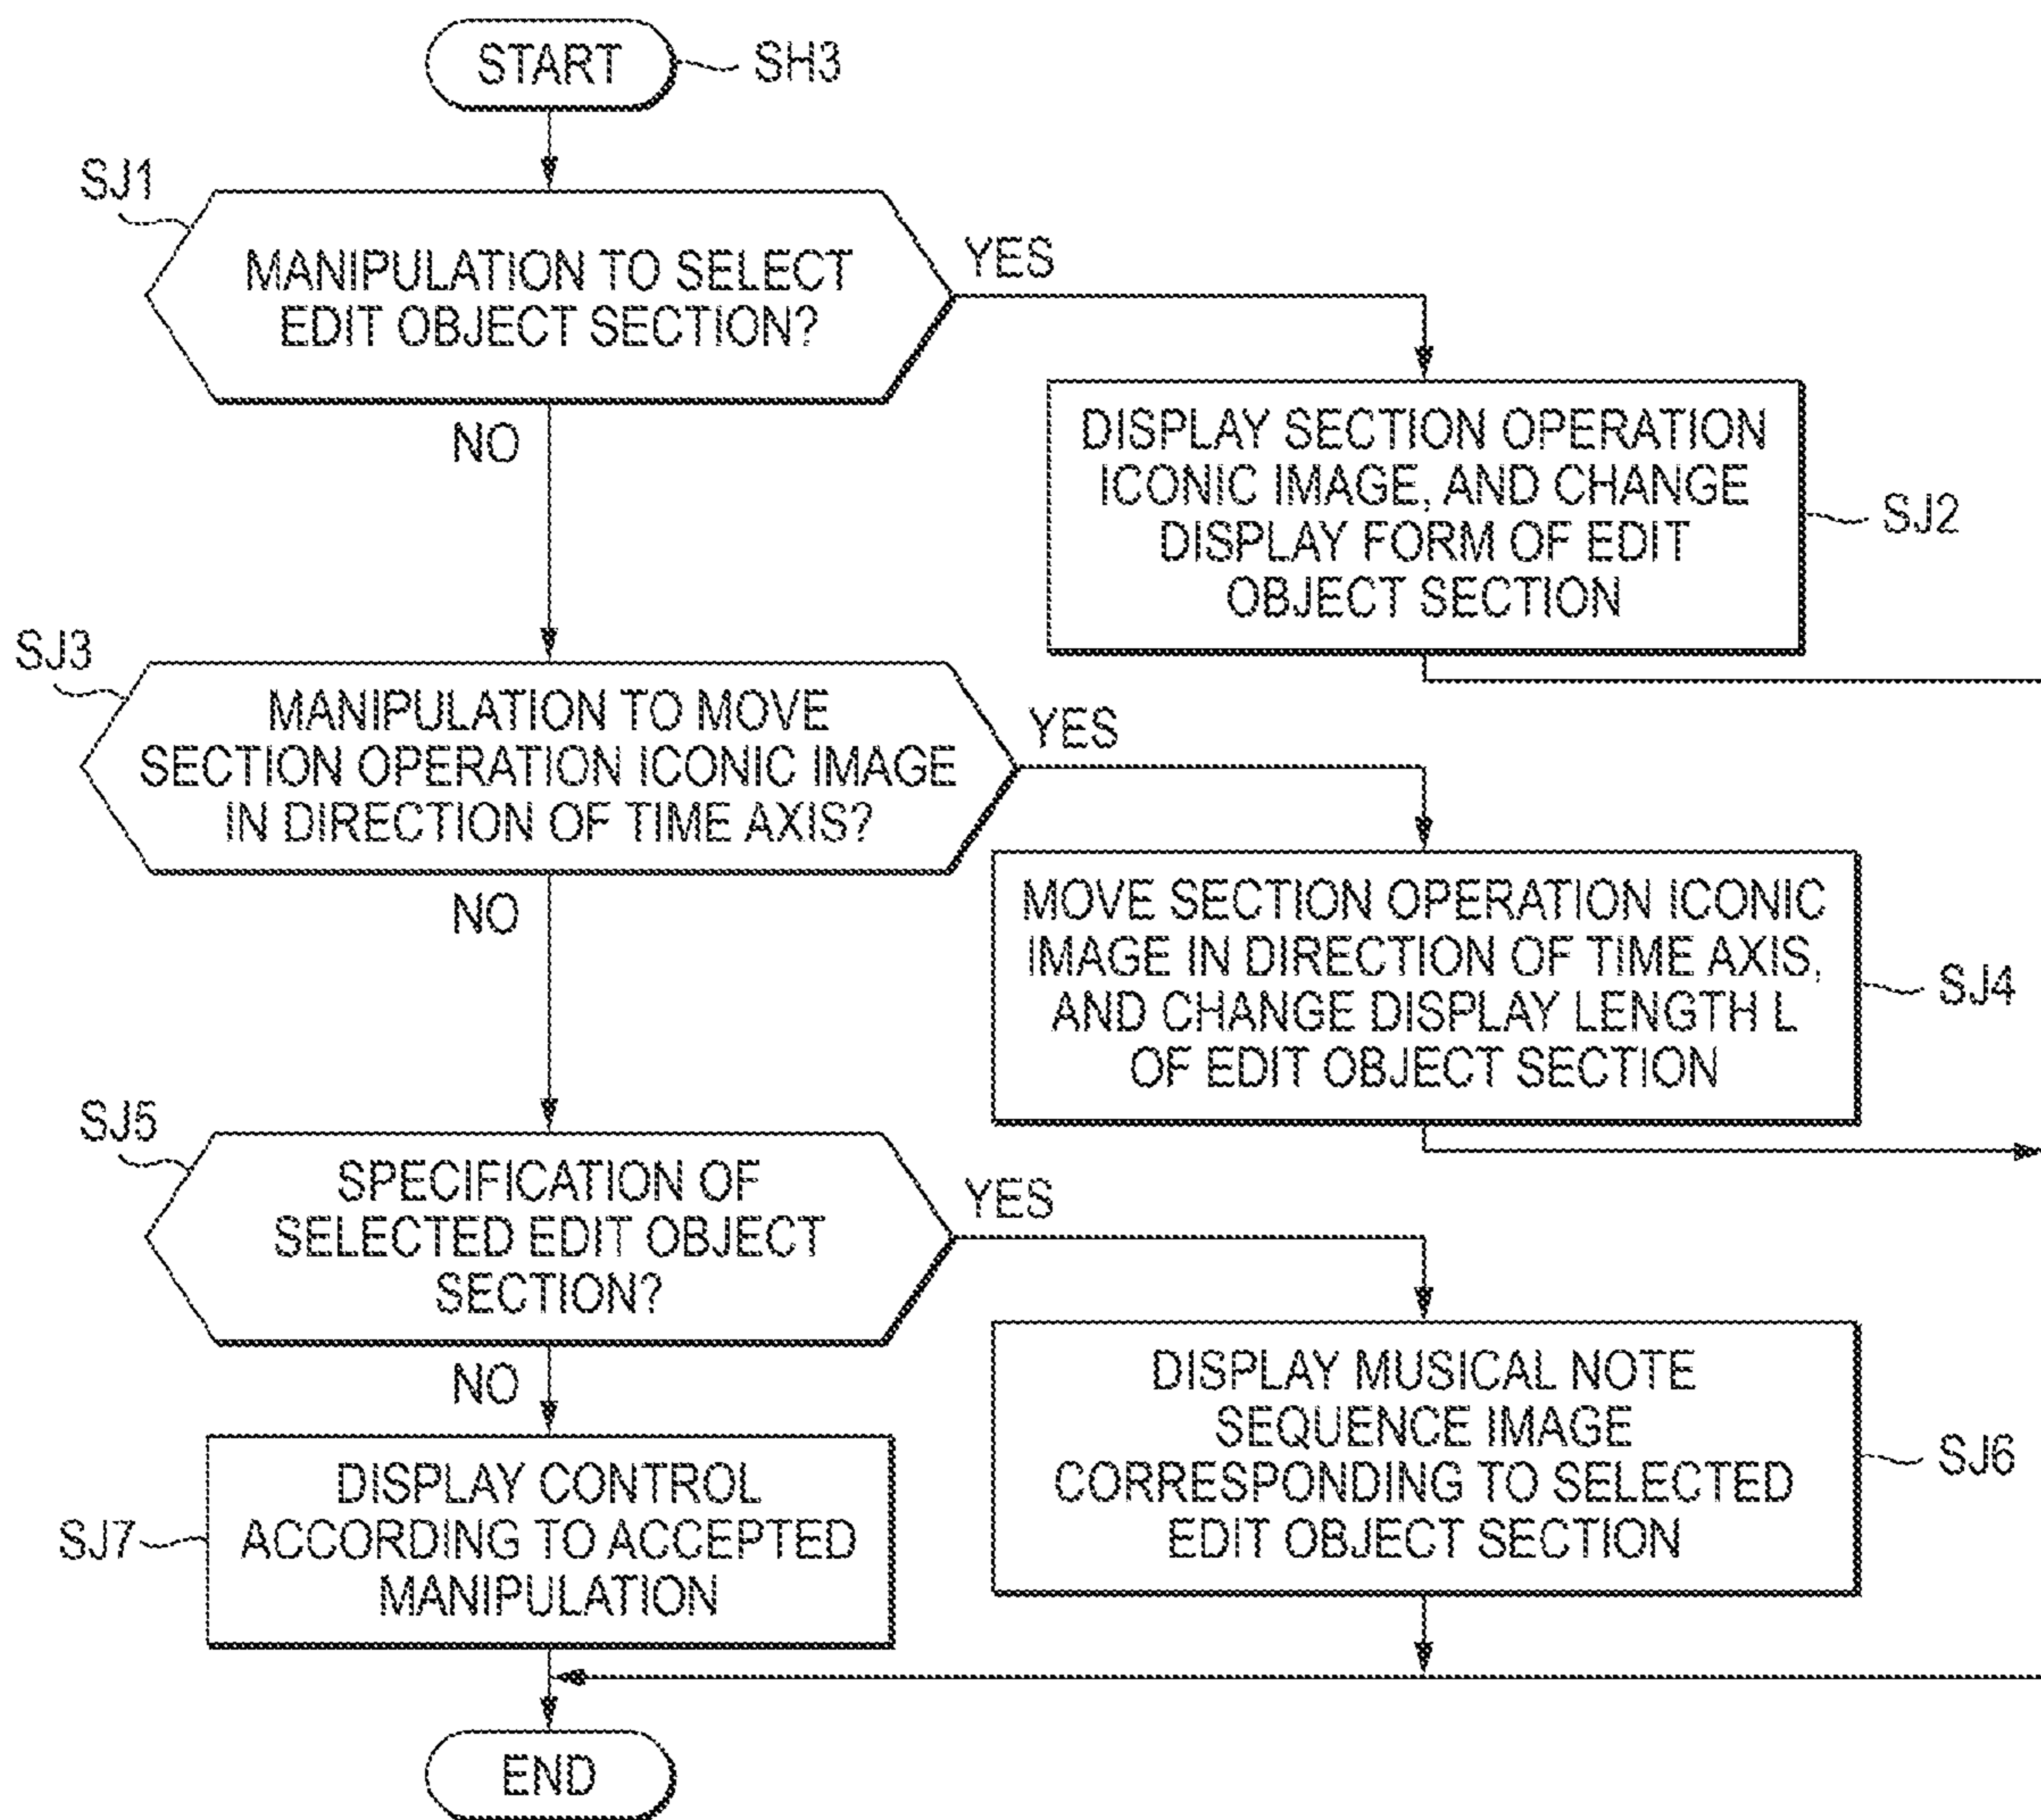 START
SH3
SJ1
MANIPULATION TO SELECT
EDIT OBJECT SECTION?
YES
NO
DISPLAY SECTION OPERATION
ICONIC IMAGE, AND CHANGE
DISPLAY FORM OF EDIT
OBJECT SECTION
SJ2
SJ3
MANIPULATION TO MOVE
SECTION OPERATION ICONIC IMAGE
IN DIRECTION OF TIME AXIS?
YES
NO
MOVE SECTION OPERATION ICONIC
IMAGE IN DIRECTION OF TIME AXIS,
AND CHANGE DISPLAY LENGTH L
OF EDIT OBJECT SECTION
SJ4
SJ5
SPECIFICATION OF
SELECTED EDIT OBJECT
SECTION?
YES
NO
DISPLAY MUSICAL NOTE
SEQUENCE IMAGE
CORRESPONDING TO SELECTED
EDIT OBJECT SECTION
SJ6
SJ7
DISPLAY CONTROL
ACCORDING TO ACCEPTED
MANIPULATION
END